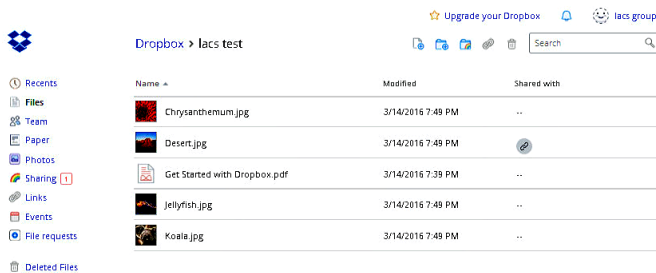 Upgrade your Dropbox
lacs group
Dropbox > lacs test
Search
Recents
Files
Team
Paper
Photos
Sharing 1
Links
Events
File requests
Deleted Files
Name Modified Shared with
Chrysanthemum.jpg 3/14/2016 7:49 PM --
Desert.jpg 3/14/2016 7:49 PM
Get Started with Dropbox.pdf 3/14/2016 7:39 PM --
Jellyfish.jpg 3/14/2016 7:49 PM --
Koala.jpg 3/14/2016 7:49 PM --